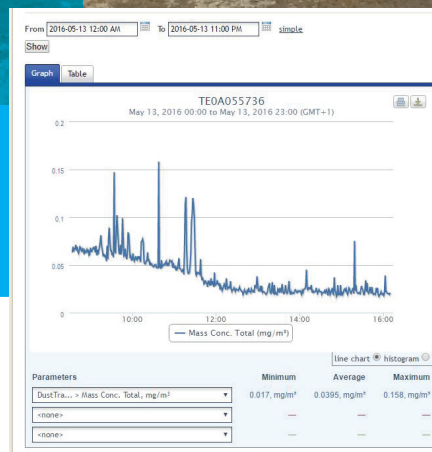 From 2016-05-13 12:00 AM To 2016-05-13 11:00 PM simple
Show
Graph Table
TE0A055736
May 13, 2016 00:00 to May 13, 2016 23:00 (GMT+1)
0.2
0.15
0.1
0.05
0
10:00 12:00 14:00 16:00
Mass Conc. Total (mg/m³)
line chart histogram
Parameters Minimum Average Maximum
DustTra... > Mass Conc. Total, mg/m³ 0.017, mg/m³ 0.0395, mg/m³ 0.158, mg/m³
<none> — — —
<none> — — —